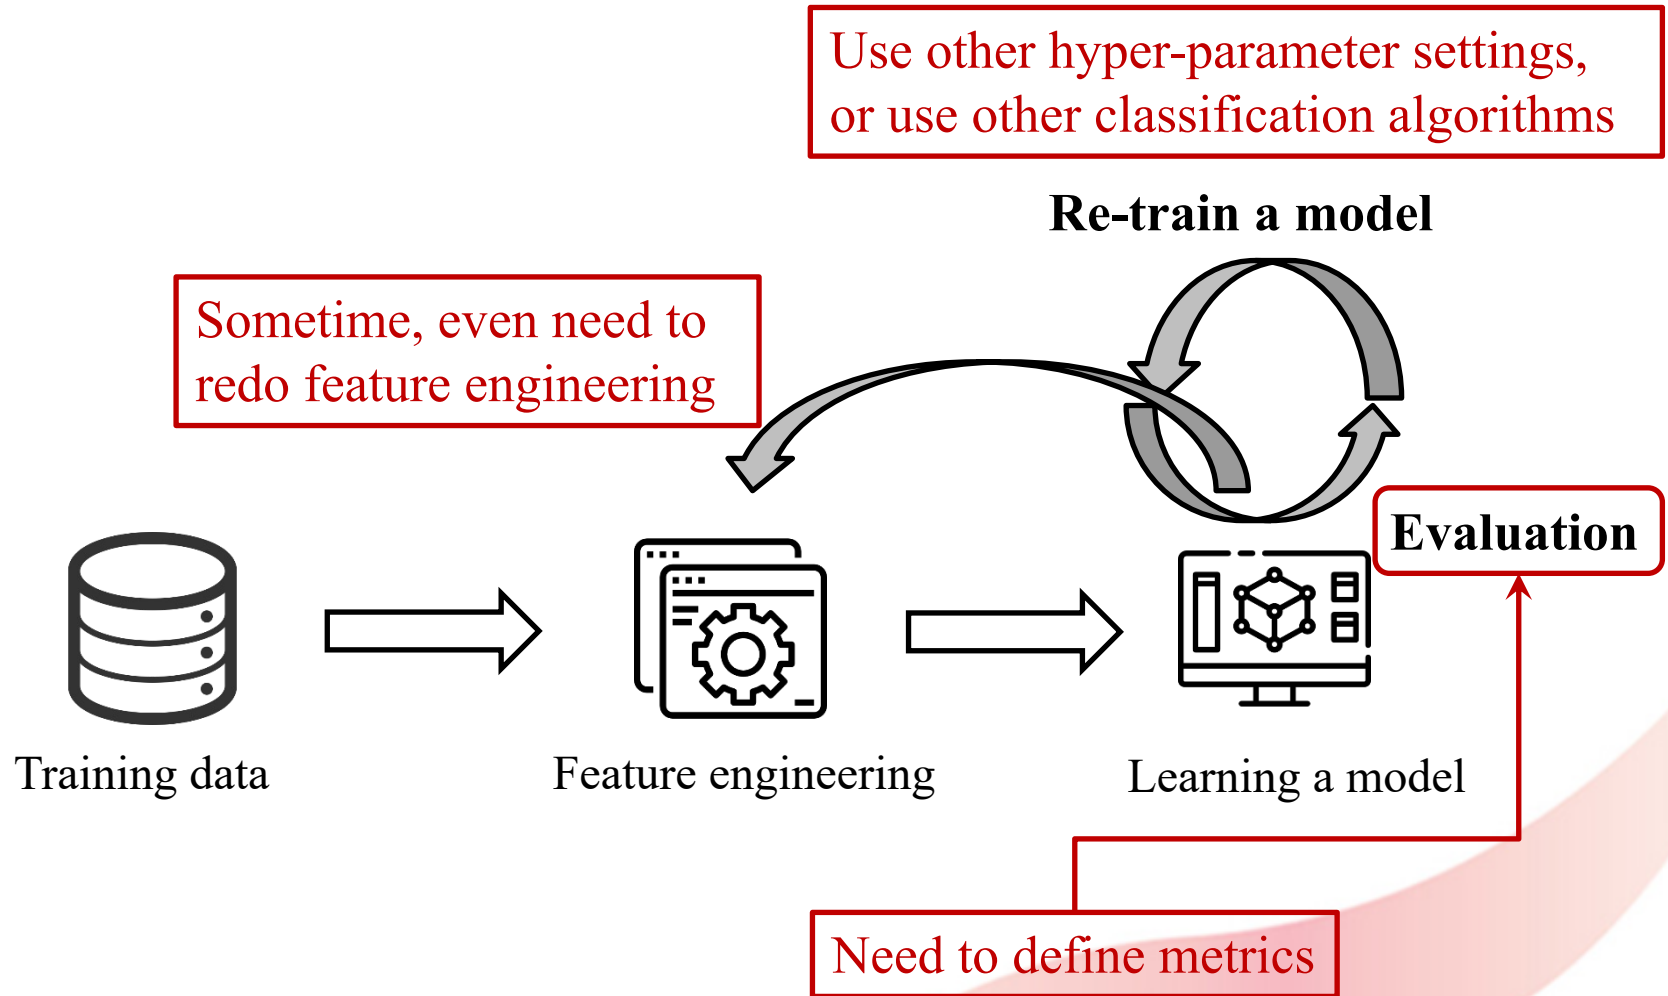 Use other hyper-parameter settings,
or use other classification algorithms
Re-train a model
Sometime, even need to
redo feature engineering
Evaluation
Training data
Feature engineering
Learning a model
Need to define metrics